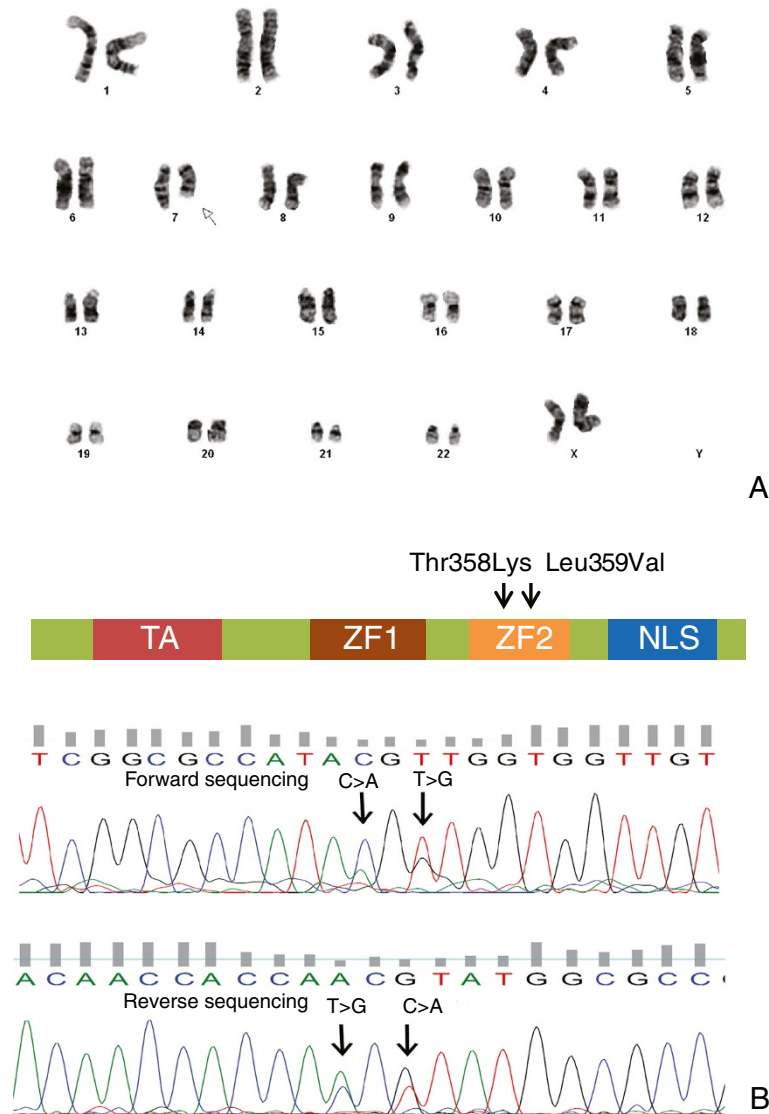 1 2 3 4 5
6 7 8 9 10 11 12
13 14 15 16 17 18
19 20 21 22 X Y
A
Thr358Lys Leu359Val
TA ZF1 ZF2 NLS
T C G G C G C C A T A C G T T G G T G G T T G T
Forward sequencing C>A T>G
A C A A C C A C C A A C G T A T G G C G C C
Reverse sequencing T>G C>A
B